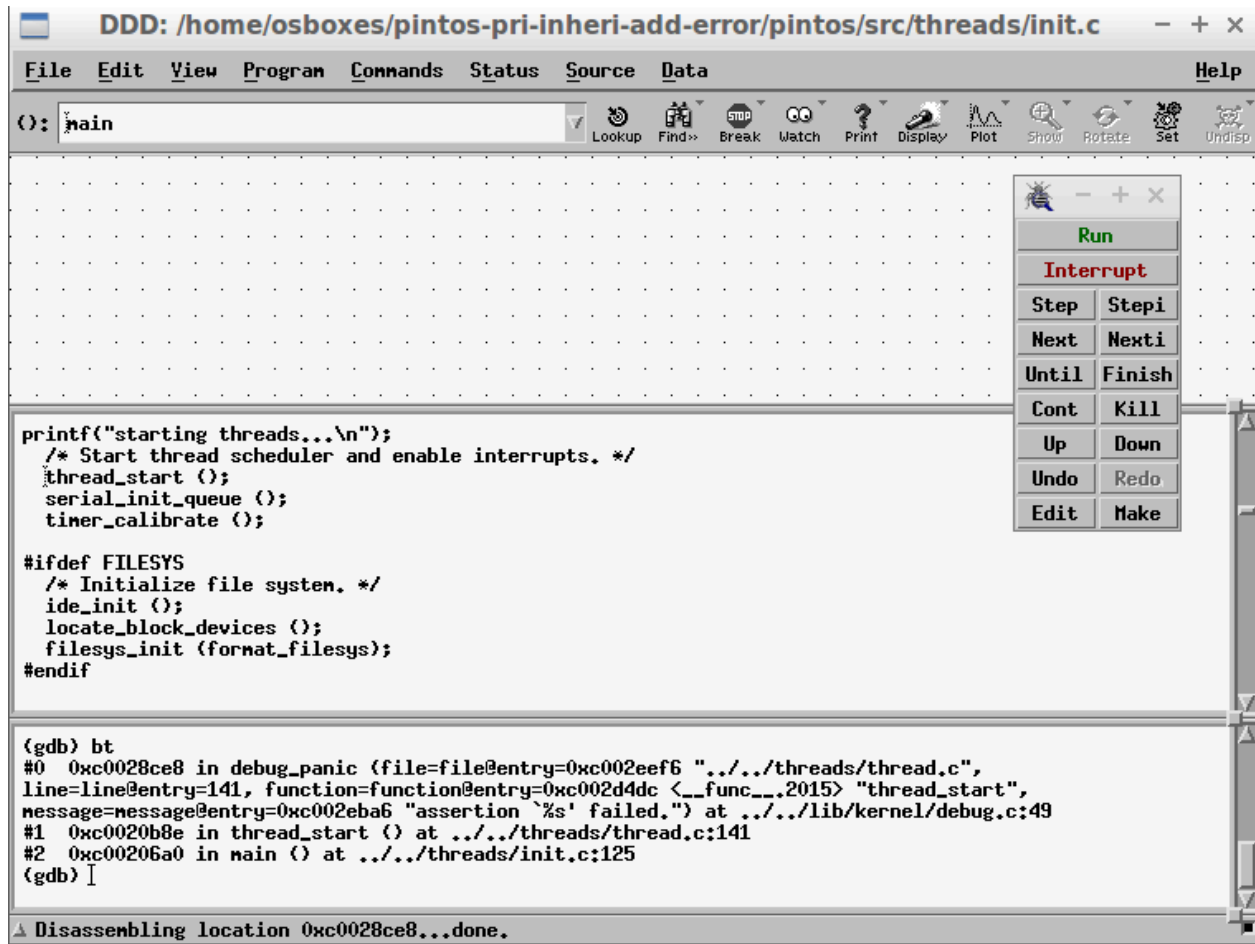 DDD: /home/osboxes/pintos-pri-inheri-add-error/pintos/src/threads/init.c
File Edit View Program Commands Status Source Data Help
(): main
Lookup Find» Break Watch Print Display Plot Show Rotate Set Undisp
STOP
Run
Interrupt
Step Stepi
Next Nexti
Until Finish
Cont Kill
Up Down
Undo Redo
Edit Make
printf("starting threads...\n");
/* Start thread scheduler and enable interrupts. */
thread_start ();
serial_init_queue ();
timer_calibrate ();
#ifdef FILESYS
/* Initialize file system. */
ide_init ();
locate_block_devices ();
filesys_init (format_filesys);
#endif
(gdb) bt
#0 0xc0028ce8 in debug_panic (file=file@entry=0xc002eef6 "../../threads/thread.c",
line=line@entry=141, function=function@entry=0xc002d4dc <__func__.2015> "thread_start",
message=message@entry=0xc002eba6 "assertion `%s' failed.") at ../../lib/kernel/debug.c:49
#1 0xc0020b8e in thread_start () at ../../threads/thread.c:141
#2 0xc00206a0 in main () at ../../threads/init.c:125
(gdb)
Disassembling location 0xc0028ce8...done.